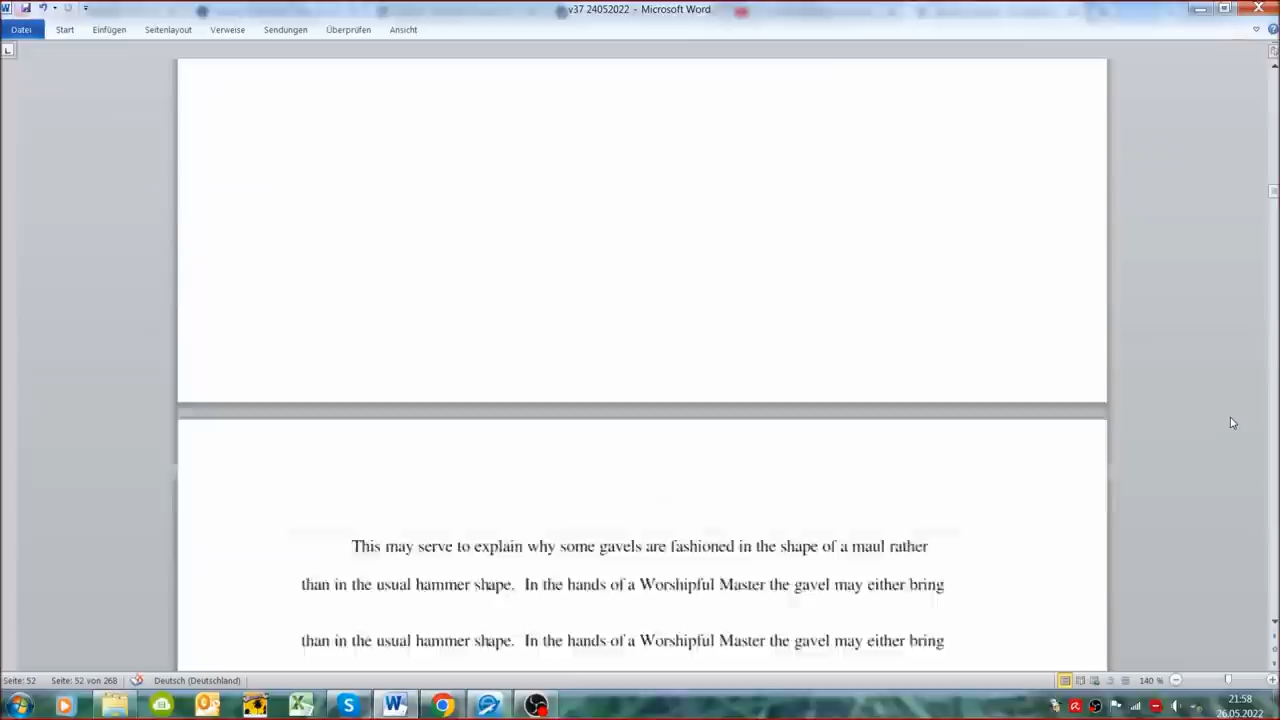 v37 24052022 - Microsoft Word
Datei Start Einfügen Seitenlayout Verweise Sendungen Überprüfen Ansicht
This may serve to explain why some gavels are fashioned in the shape of a maul rather
than in the usual hammer shape. In the hands of a Worshipful Master the gavel may either bring
than in the usual hammer shape. In the hands of a Worshipful Master the gavel may either bring
Seite: 52 Seite: 52 von 268 Deutsch (Deutschland) 140 %
21:58
26.05.2022